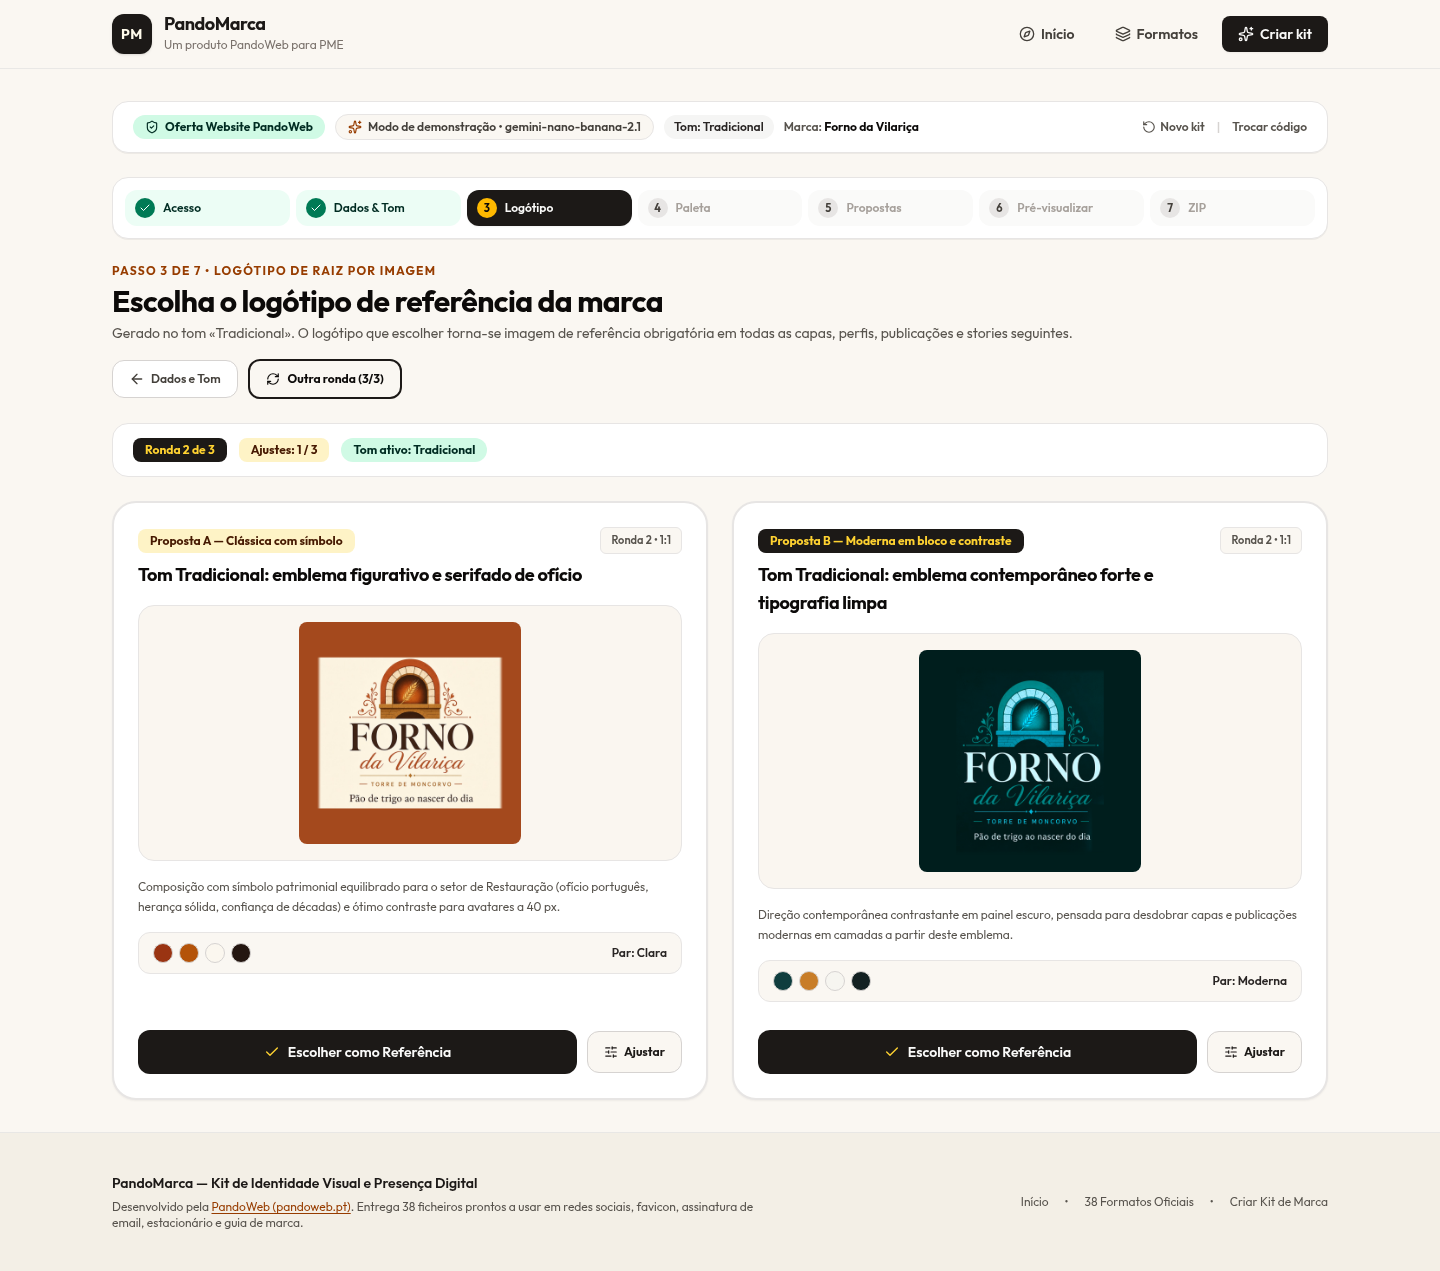 PM
PandoMarca
Um produto PandoWeb para PME
Início
Formatos
Criar kit
Oferta Website PandoWeb
Modo de demonstração • gemini-nano-banana-2.1
Tom: Tradicional
Marca: Forno da Vilariça
Novo kit | Trocar código
Acesso
Dados & Tom
3 Logótipo
4 Paleta
5 Propostas
6 Pré-visualizar
7 ZIP
PASSO 3 DE 7 • LOGÓTIPO DE RAIZ POR IMAGEM
Escolha o logótipo de referência da marca
Gerado no tom «Tradicional». O logótipo que escolher torna-se imagem de referência obrigatória em todas as capas, perfis, publicações e stories seguintes.
Dados e Tom
Outra ronda (3/3)
Ronda 2 de 3
Ajustes: 1 / 3
Tom ativo: Tradicional
Proposta A — Clássica com símbolo
Ronda 2 • 1:1
Tom Tradicional: emblema figurativo e serifado de ofício
FORNO
da Vilariça
TORRE DE MONCORVO
Pão de trigo ao nascer do dia
Composição com símbolo patrimonial equilibrado para o setor de Restauração (ofício português,
herança sólida, confiança de décadas) e ótimo contraste para avatares a 40 px.
Par: Clara
Escolher como Referência
Ajustar
Proposta B — Moderna em bloco e contraste
Ronda 2 • 1:1
Tom Tradicional: emblema contemporâneo forte e
tipografia limpa
FORNO
da Vilariça
TORRE DE MONCORVO
Pão de trigo ao nascer do dia
Direção contemporânea contrastante em painel escuro, pensada para desdobrar capas e publicações
modernas em camadas a partir deste emblema.
Par: Moderna
Escolher como Referência
Ajustar
PandoMarca — Kit de Identidade Visual e Presença Digital
Desenvolvido pela PandoWeb (pandoweb.pt). Entrega 38 ficheiros prontos a usar em redes sociais, favicon, assinatura de
email, estacionário e guia de marca.
Início • 38 Formatos Oficiais • Criar Kit de Marca